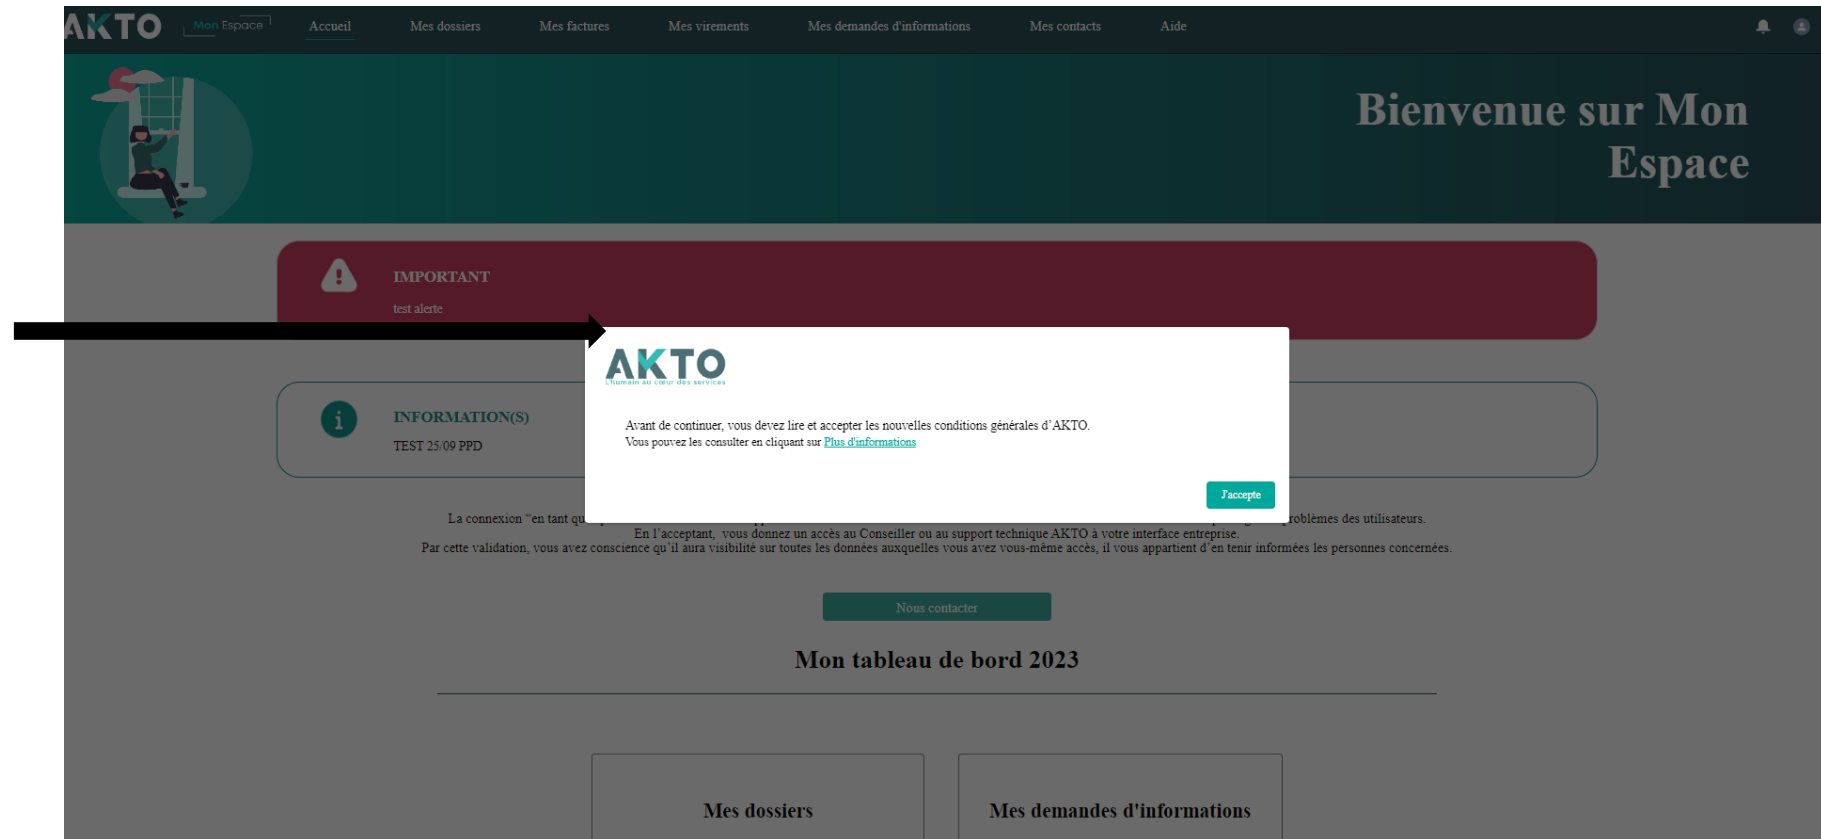 AKTO Mon Espace Accueil Mes dossiers Mes factures Mes virements Mes demandes d'informations Mes contacts Aide
Bienvenue sur Mon
Espace
IMPORTANT
test alerte
AKTO
L'humain au cœur des services
Avant de continuer, vous devez lire et accepter les nouvelles conditions générales d'AKTO.
Vous pouvez les consulter en cliquant sur Plus d'informations
J'accepte
INFORMATION(S)
TEST 25/09 PPD
La connexion "en tant qu problèmes des utilisateurs.
En l'acceptant, vous donnez un accès au Conseiller ou au support technique AKTO à votre interface entreprise.
Par cette validation, vous avez conscience qu'il aura visibilité sur toutes les données auxquelles vous avez vous-même accès, il vous appartient d'en tenir informées les personnes concernées.
Nous contacter
Mon tableau de bord 2023
Mes dossiers
Mes demandes d'informations